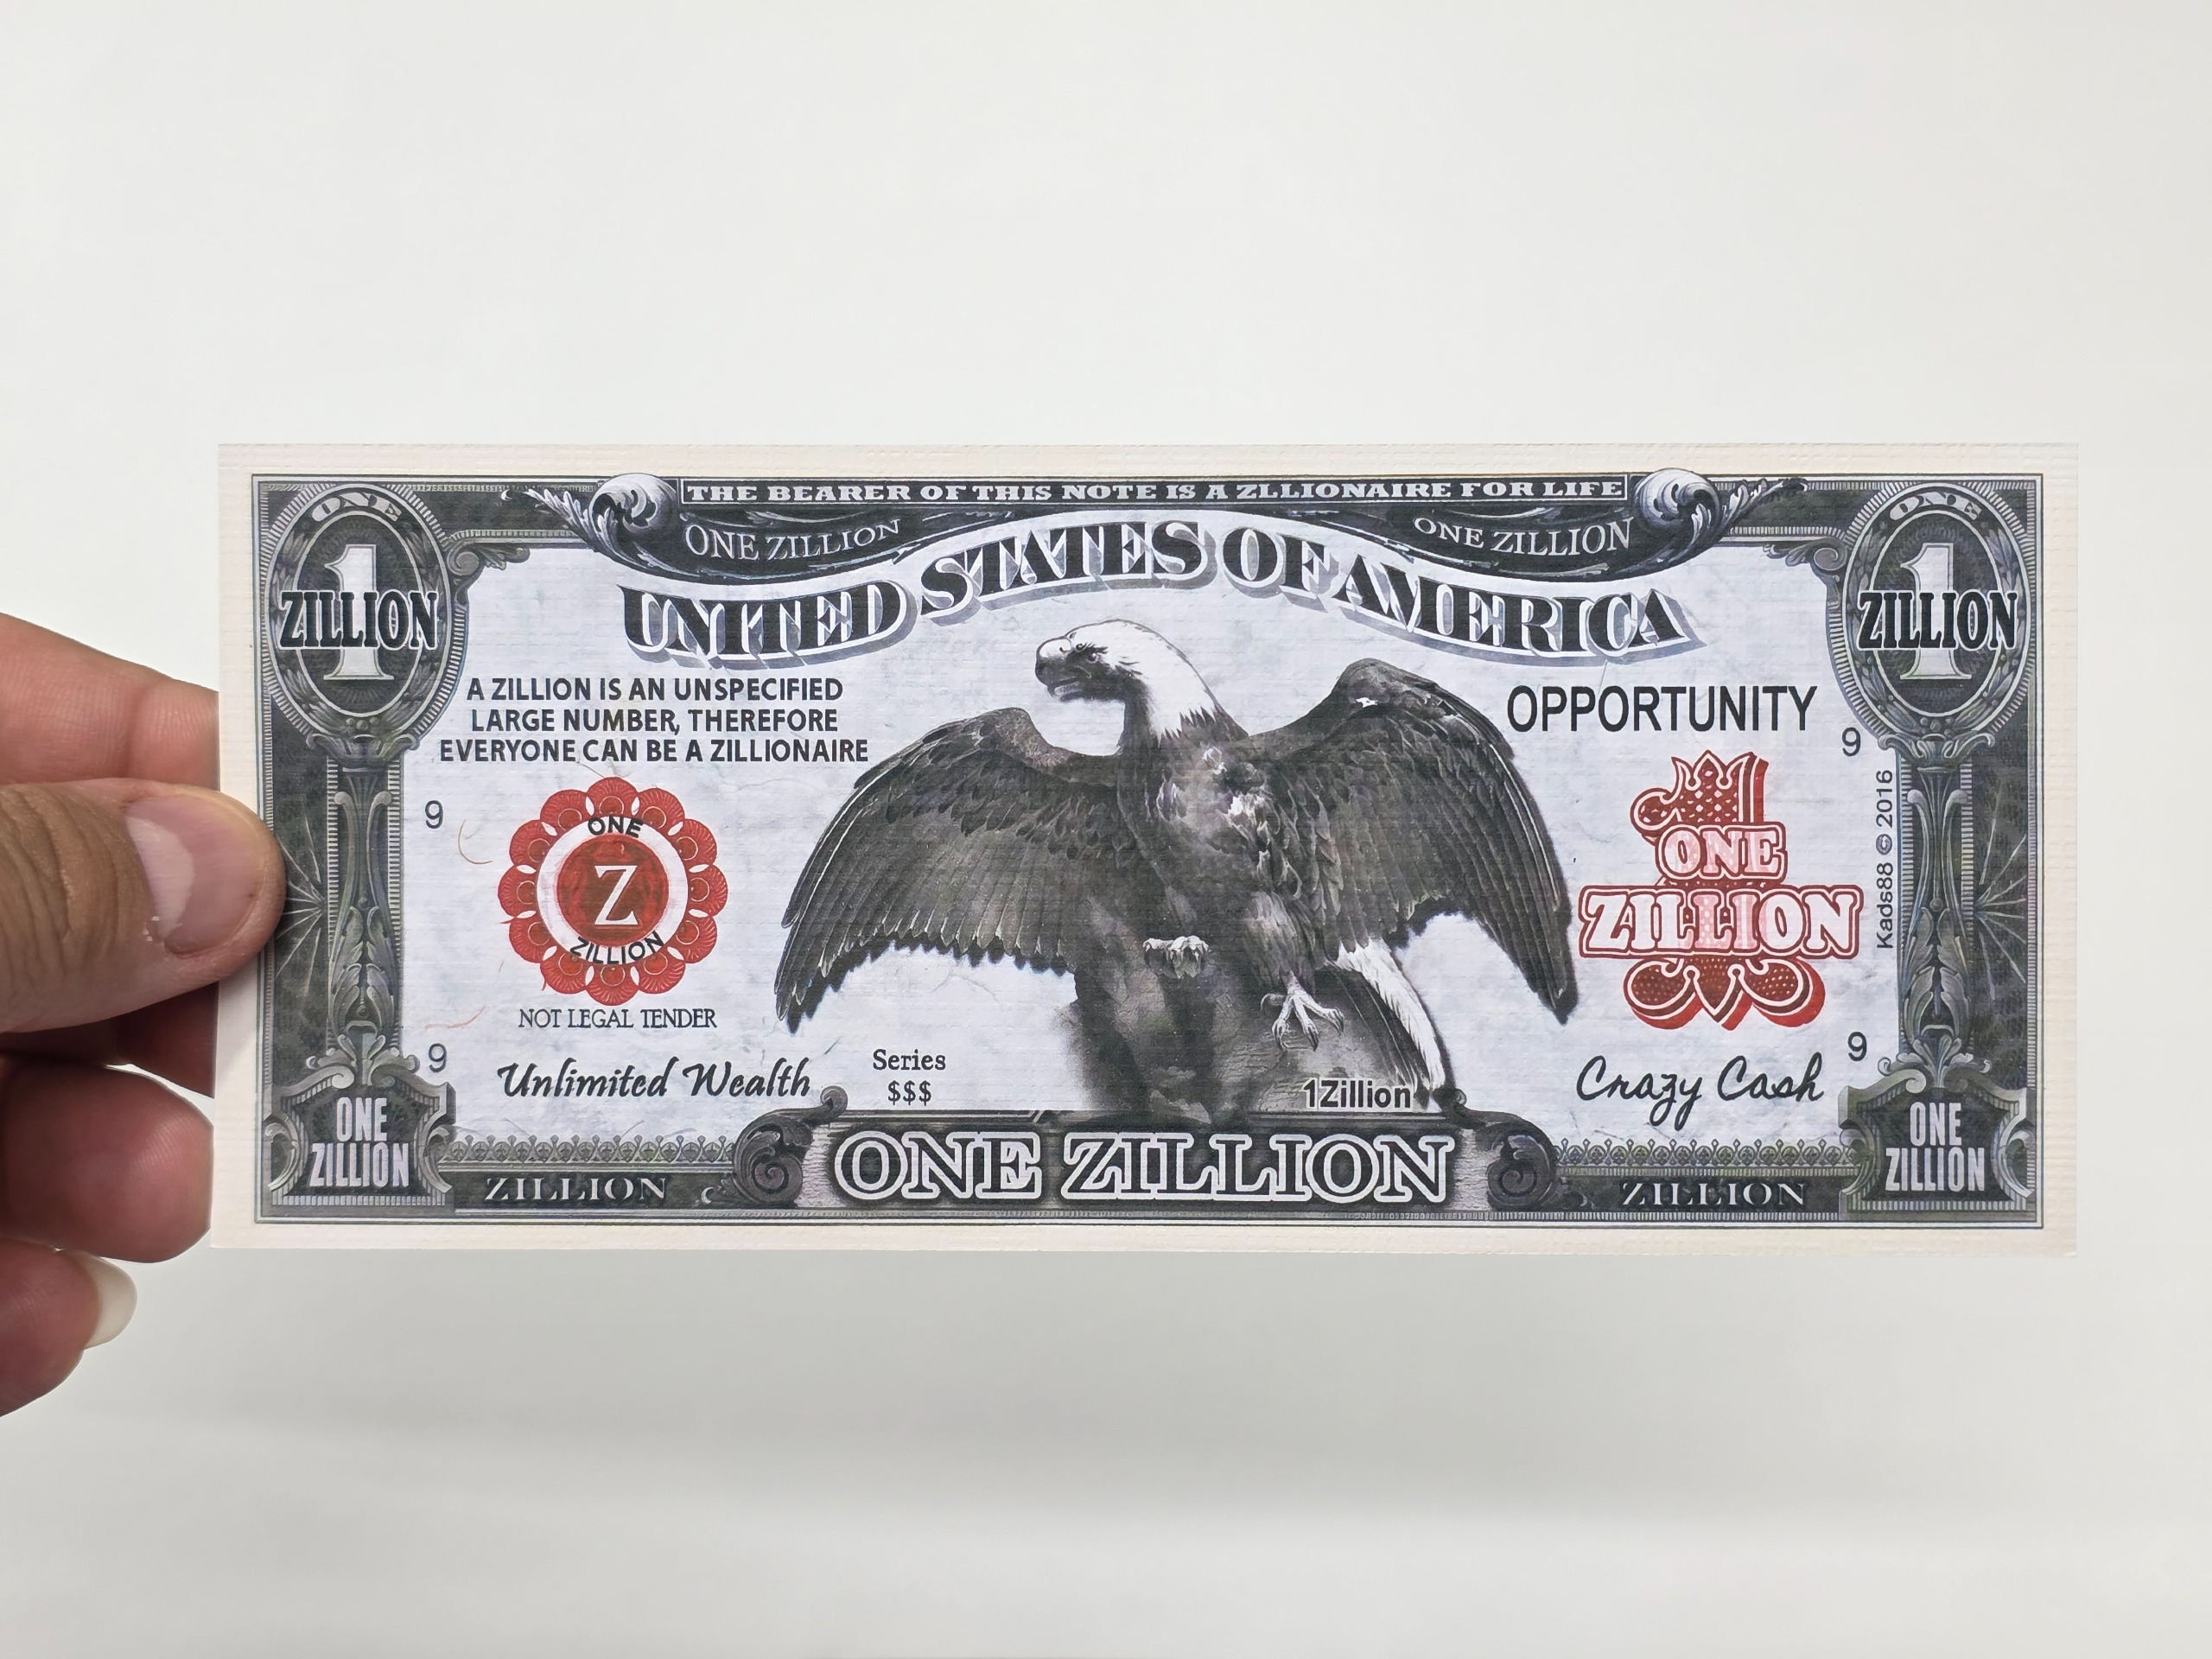 THE BEARER OF THIS NOTE IS A ZLLIONAIRE FOR LIFE
ONE ZILLION
ONE ZILLION
ONE
1
ZILLION
ONE
1
ZILLION
UNITED STATES OF AMERICA
A ZILLION IS AN UNSPECIFIED
LARGE NUMBER, THEREFORE
EVERYONE CAN BE A ZILLIONAIRE
OPPORTUNITY
9
9
ONE
Z
ZILLION
NOT LEGAL TENDER
ONE
ZILLION
Kads88 © 2016
9
9
Unlimited Wealth
Series
$$$
1Zillion
Crazy Cash
ONE
ZILLION
ZILLION
ONE ZILLION
ZILLION
ONE
ZILLION